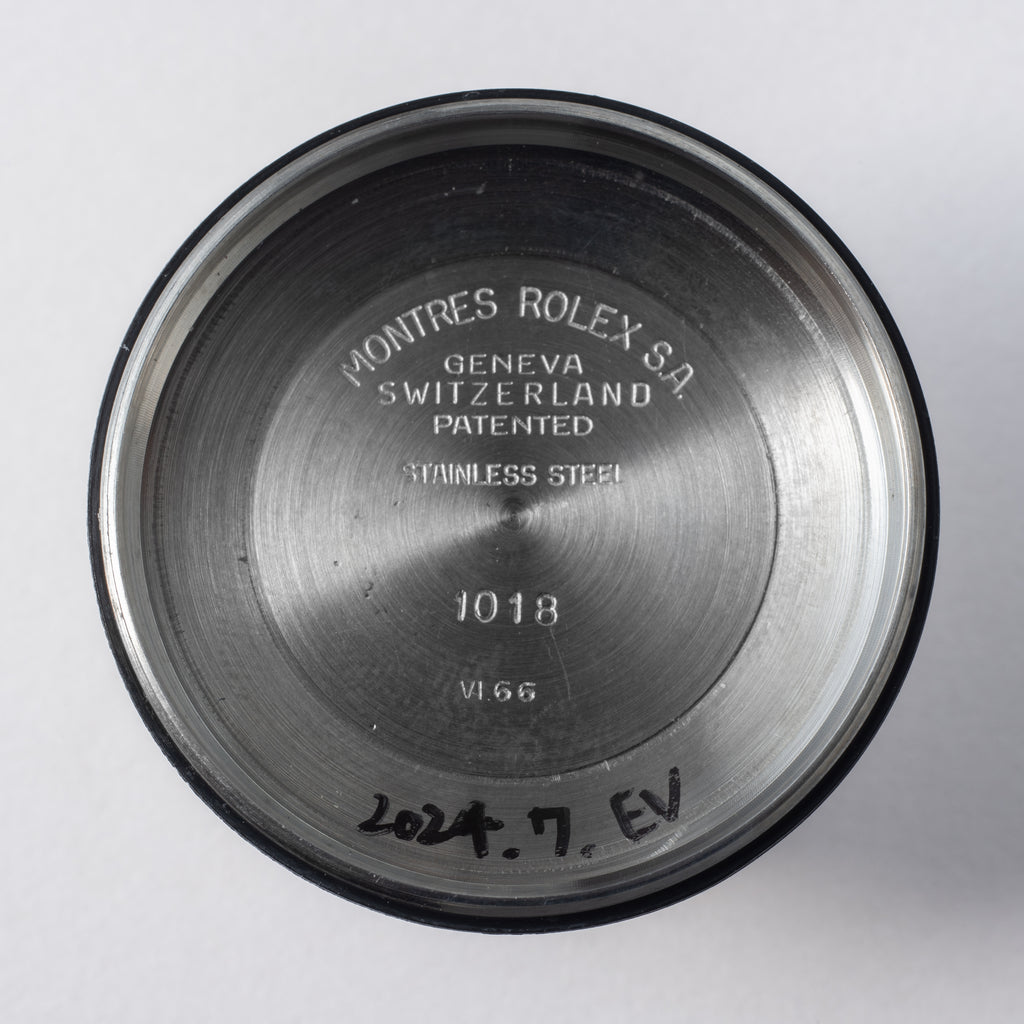 MONTRES ROLEX S.A.
GENEVA
SWITZERLAND
PATENTED
STAINLESS STEEL
1018
VI.66
2024.7. EV